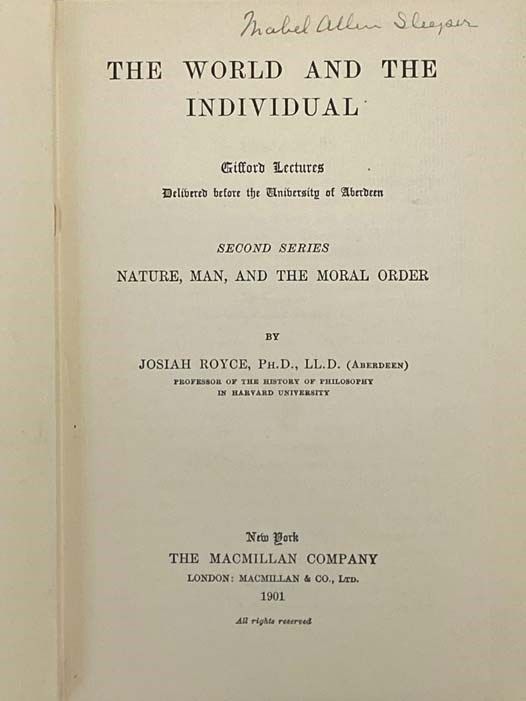 Mabel Allen Sleeper
THE WORLD AND THE
INDIVIDUAL
Gifford Lectures
Delivered before the University of Aberdeen
SECOND SERIES
NATURE, MAN, AND THE MORAL ORDER
BY
JOSIAH ROYCE, PH.D., LL.D. (ABERDEEN)
PROFESSOR OF THE HISTORY OF PHILOSOPHY
IN HARVARD UNIVERSITY
New York
THE MACMILLAN COMPANY
LONDON: MACMILLAN & CO., LTD.
1901
All rights reserved